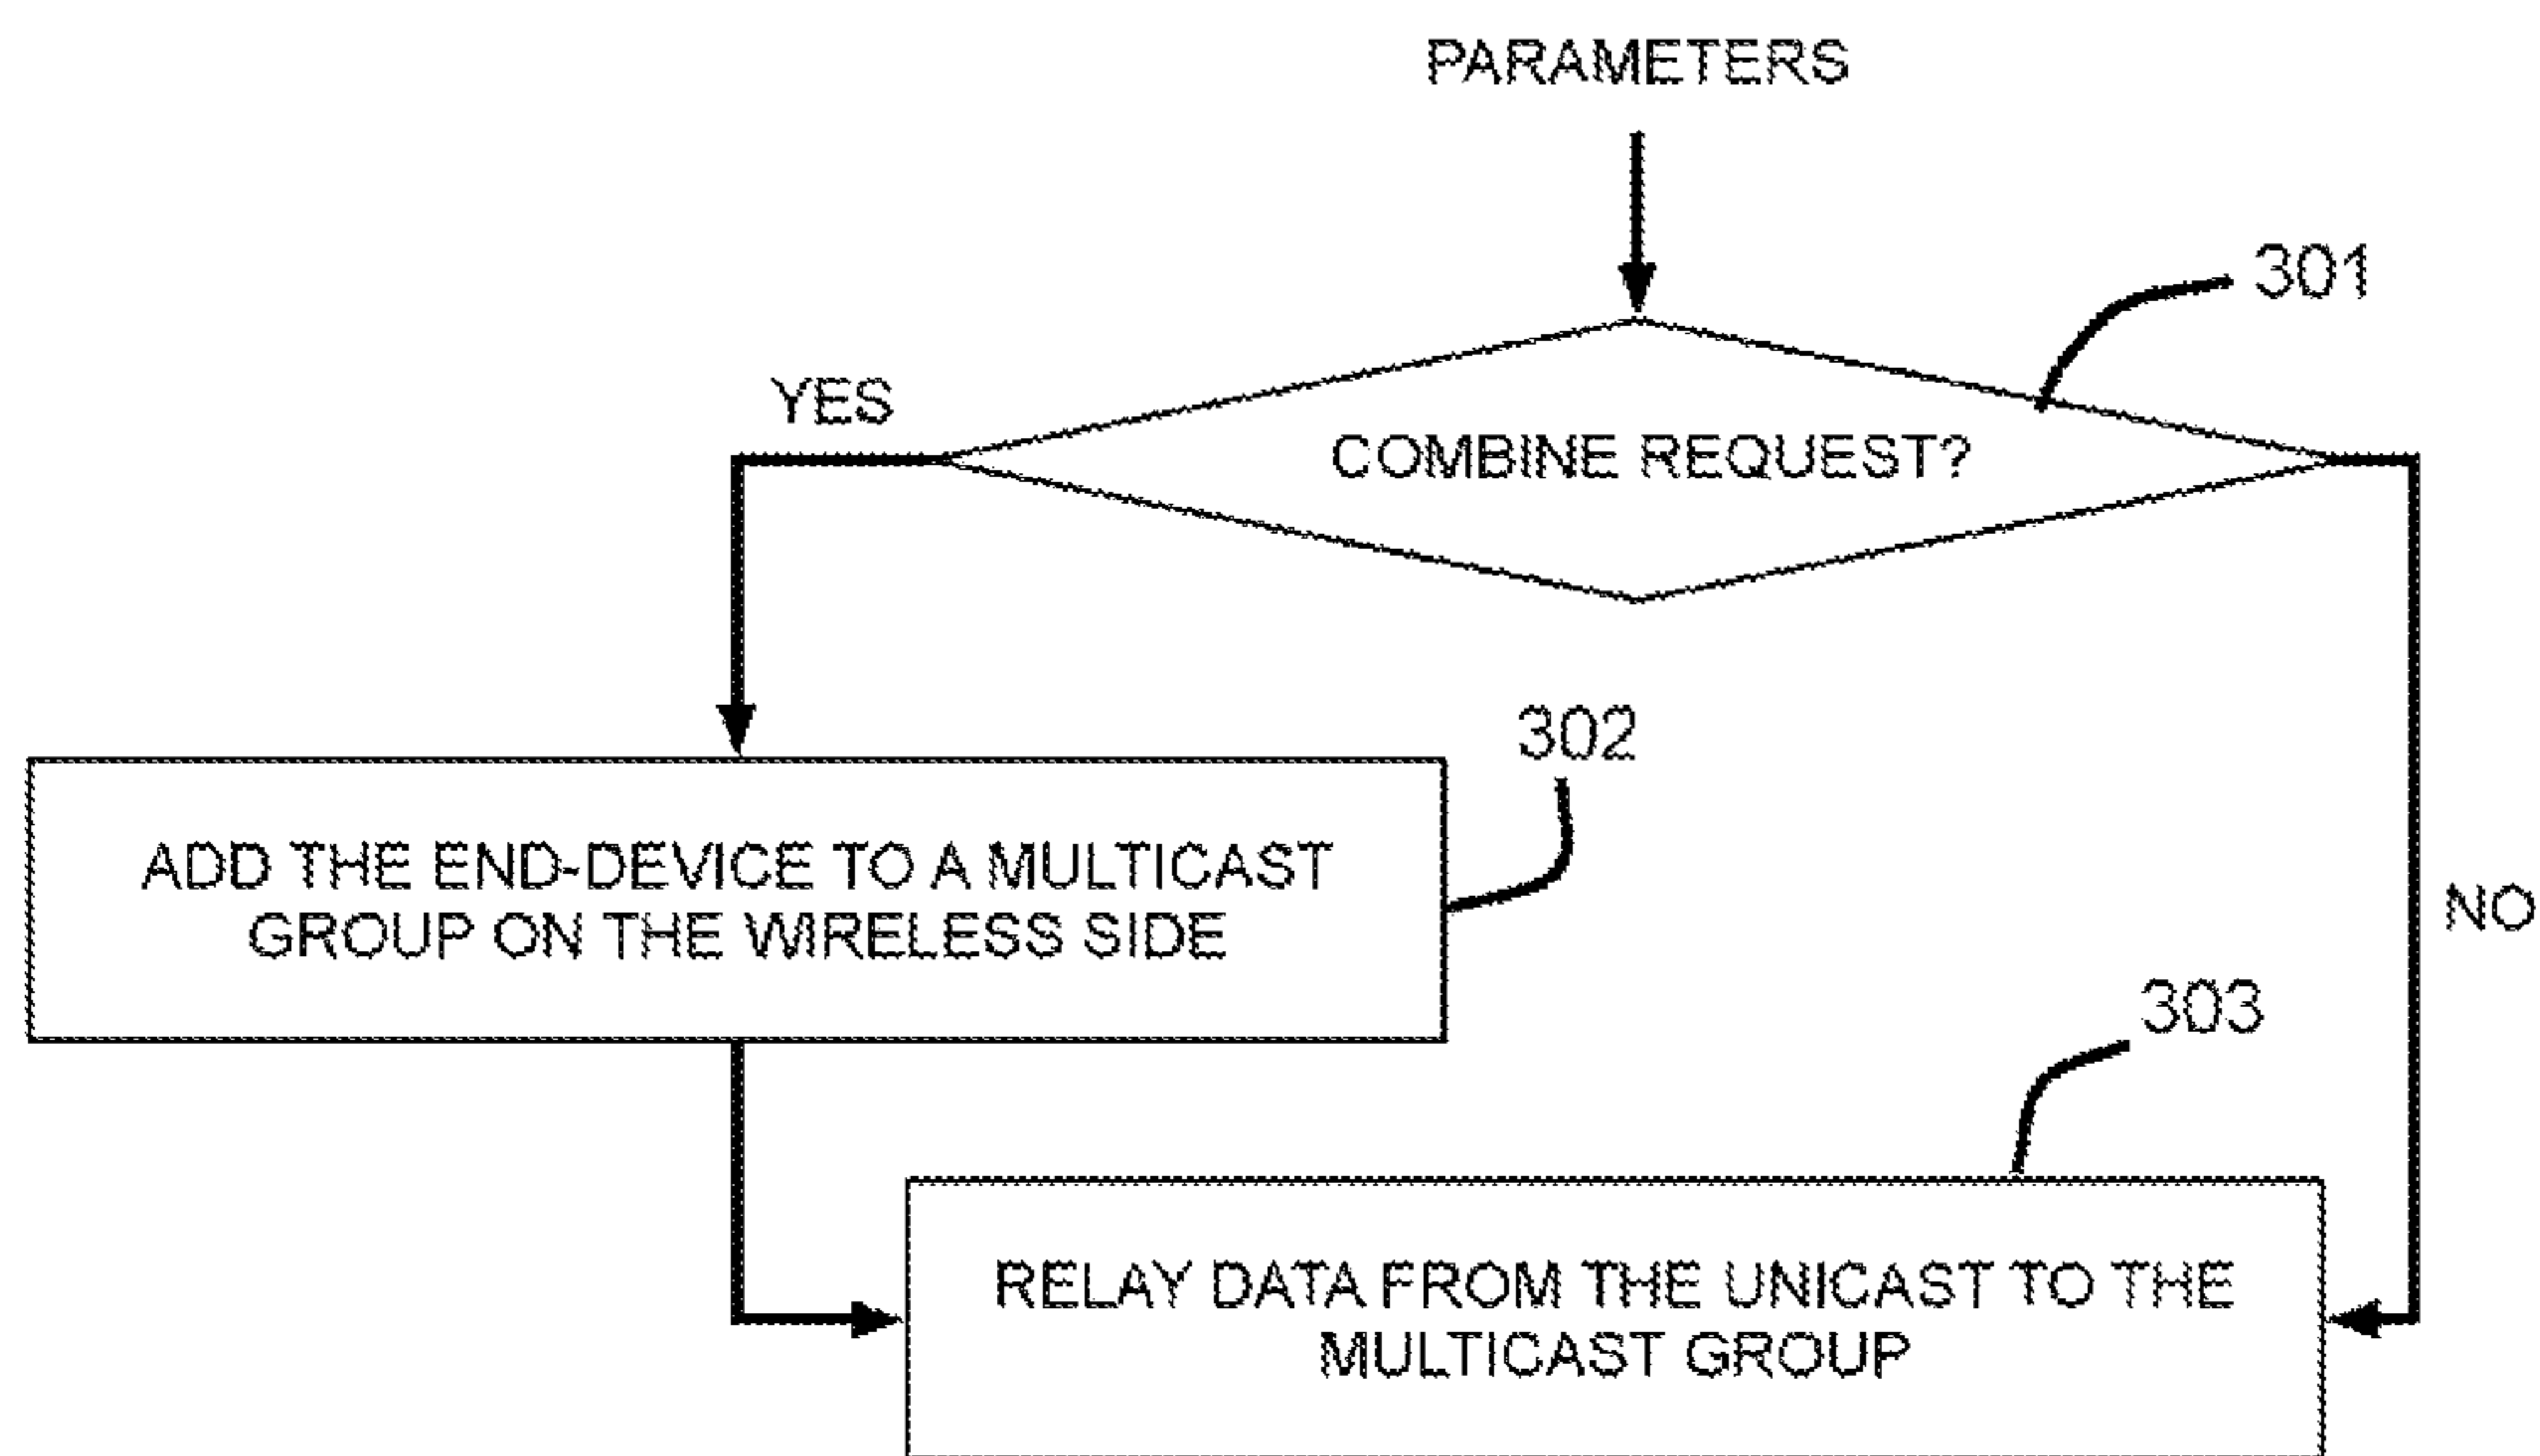 PARAMETERS
301
YES
COMBINE REQUEST?
302
ADD THE END-DEVICE TO A MULTICAST
GROUP ON THE WIRELESS SIDE
NO
303
RELAY DATA FROM THE UNICAST TO THE
MULTICAST GROUP